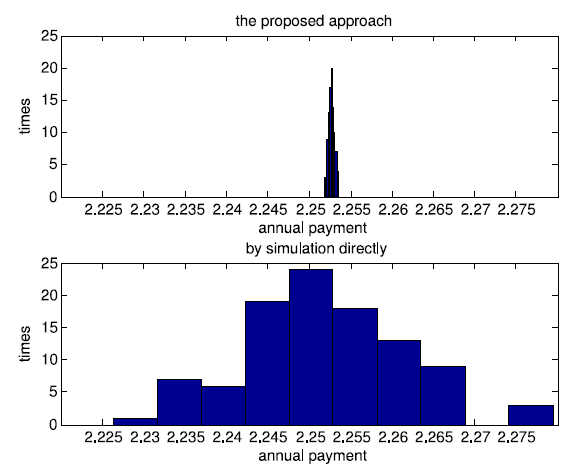 the proposed approach
25
20
15
10
5
0
times
2.225 2.23 2.235 2.24 2.245 2.25 2.255 2.26 2.265 2.27 2.275
annual payment
by simulation directly
25
20
15
10
5
0
times
2.225 2.23 2.235 2.24 2.245 2.25 2.255 2.26 2.265 2.27 2.275
annual payment